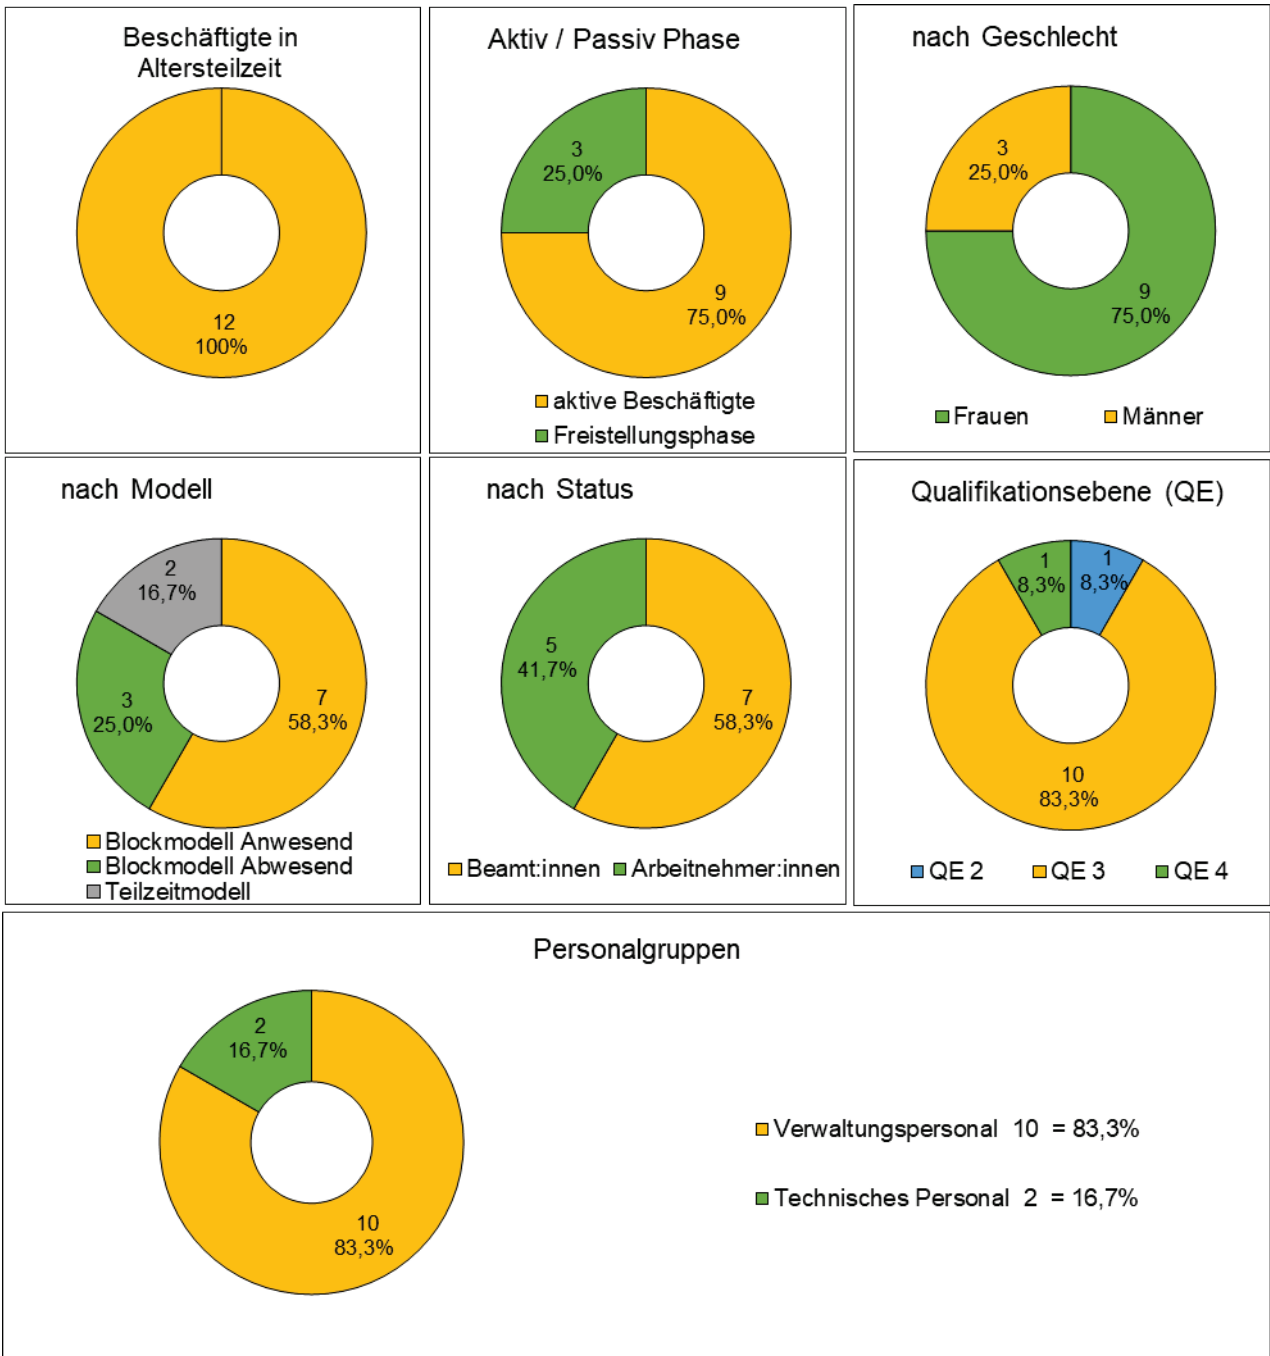 Beschäftigte in
Altersteilzeit
12
100%
Aktiv / Passiv Phase
3
25,0%
9
75,0%
aktive Beschäftigte
Freistellungsphase
nach Geschlecht
3
25,0%
9
75,0%
Frauen Männer
nach Modell
2
16,7%
3
25,0%
7
58,3%
Blockmodell Anwesend
Blockmodell Abwesend
Teilzeitmodell
nach Status
5
41,7%
7
58,3%
Beamt:innen Arbeitnehmer:innen
Qualifikationsebene (QE)
1
8,3%
1
8,3%
10
83,3%
QE 2 QE 3 QE 4
Personalgruppen
2
16,7%
10
83,3%
Verwaltungspersonal 10 = 83,3%
Technisches Personal 2 = 16,7%